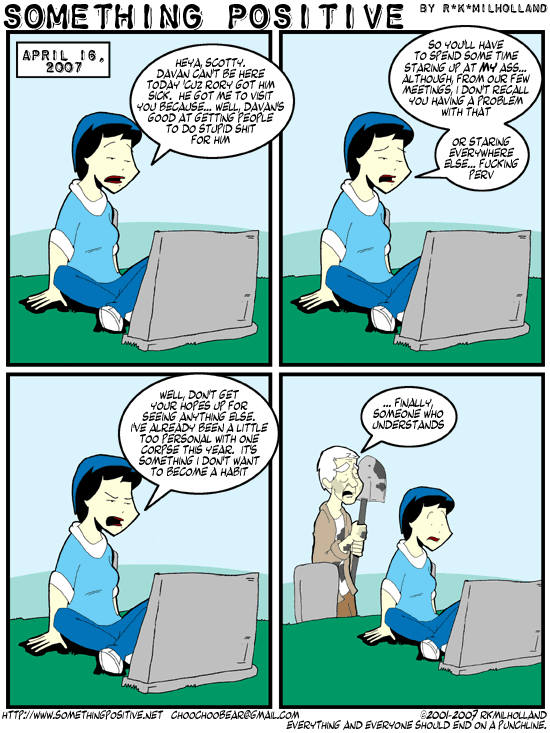 SOMETHING POSITIVE BY R*K*MILHOLLAND
APRIL 16,
2007
HEYA, SCOTTY.
DAVAN CAN'T BE HERE
TODAY 'CUZ RORY GOT HIM
SICK. HE GOT ME TO VISIT
YOU BECAUSE... WELL, DAVAN'S
GOOD AT GETTING PEOPLE
TO DO STUPID SHIT
FOR HIM
SO YOU'LL HAVE
TO SPEND SOME TIME
STARING UP AT MY ASS...
ALTHOUGH, FROM OUR FEW
MEETINGS, I DON'T RECALL
YOU HAVING A PROBLEM
WITH THAT
OR STARING
EVERYWHERE
ELSE... FUCKING
PERV
WELL, DON'T GET
YOUR HOPES UP FOR
SEEING ANYTHING ELSE.
I'VE ALREADY BEEN A LITTLE
TOO PERSONAL WITH ONE
CORPSE THIS YEAR. IT'S
SOMETHING I DON'T WANT
TO BECOME A HABIT
... FINALLY,
SOMEONE WHO
UNDERSTANDS
HTTP://WWW.SOMETHINGPOSITIVE.NET CHOOCHOOBEAR@GMAIL.COM ©2001-2007 RKMILHOLLAND
EVERYTHING AND EVERYONE SHOULD END ON A PUNCHLINE.